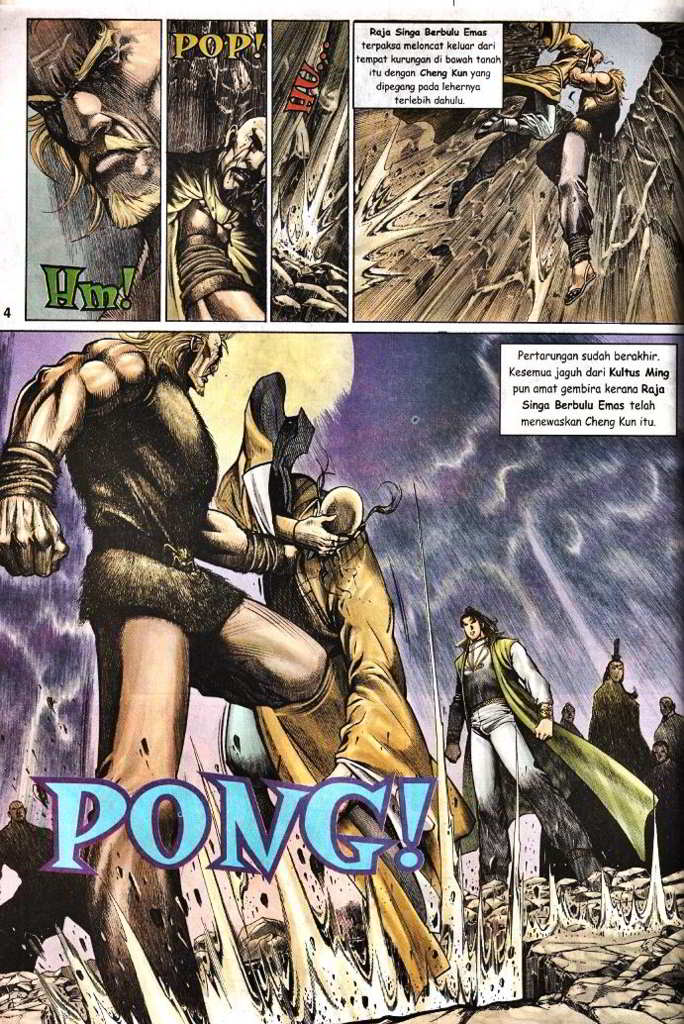 Hm!
POP!
HU...
Raja Singa Berbulu Emas
terpaksa meloncat keluar dari
tempat kurungan di bawah tanah
itu dengan Cheng Kun yang
dipegang pada lehernya
terlebih dahulu.
4
Pertarungan sudah berakhir.
Kesemua jaguh dari Kultus Ming
pun amat gembira kerana Raja
Singa Berbulu Emas telah
menewaskan Cheng Kun itu.
PONG!